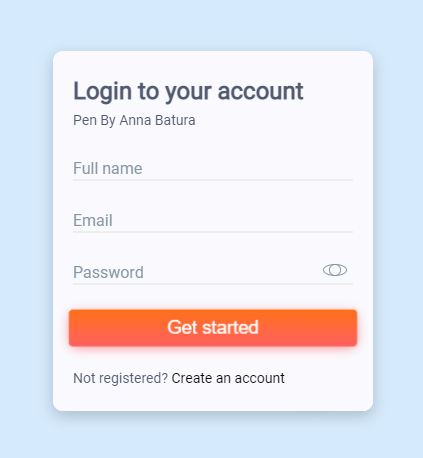 Login to your account
Pen By Anna Batura
Full name
Email
Password
Get started
Not registered? Create an account